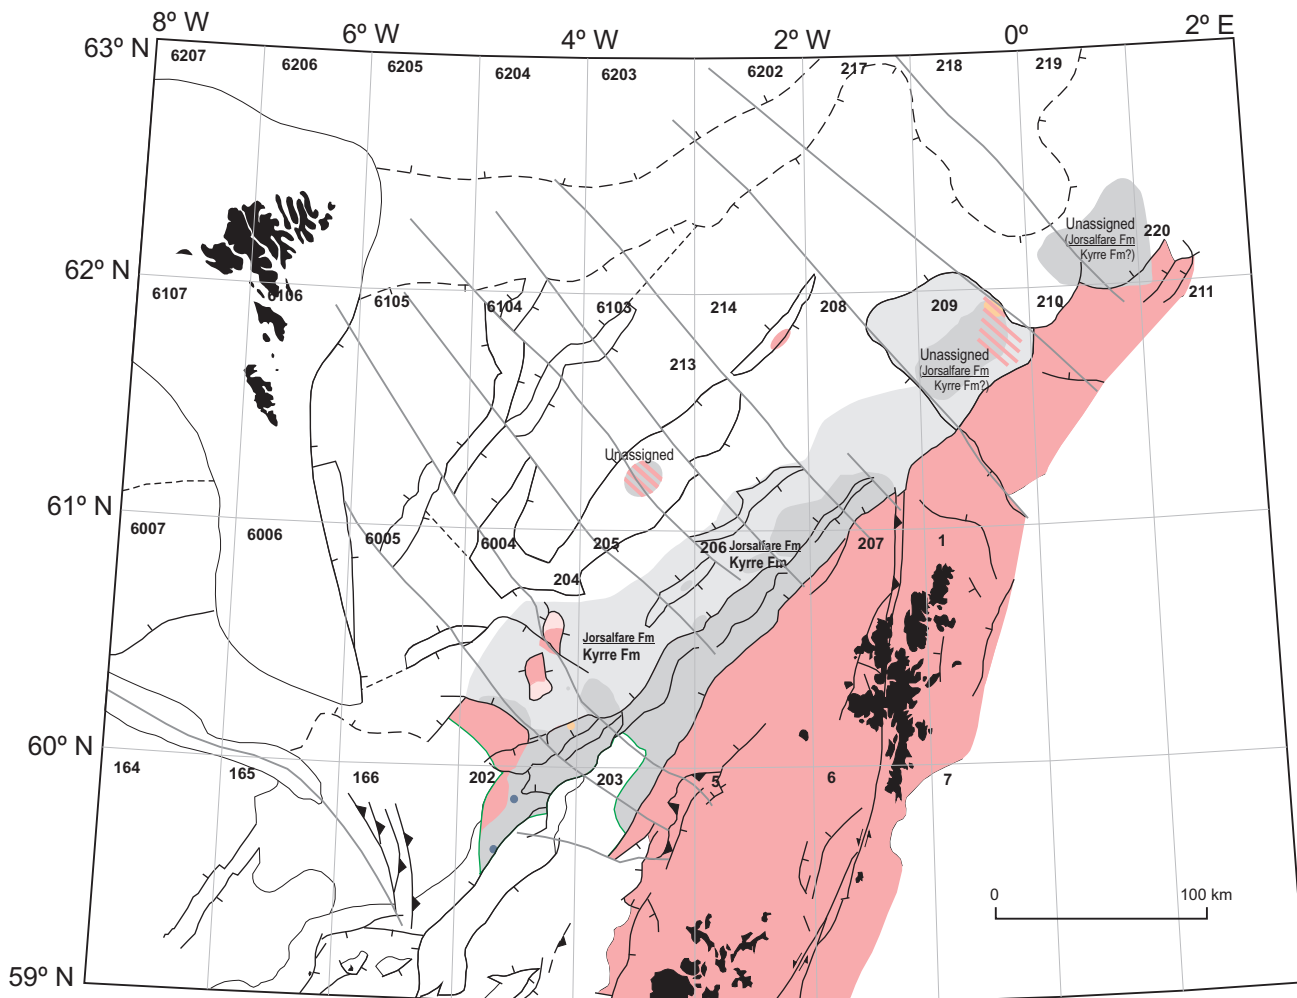 8º W
6º W
4º W
2º W
0º
2º E
63º N
6207
6206
6205
6204
6203
6202
217
218
219
Unassigned
(Jorsalfare Fm
Kyrre Fm?)
220
62º N
6107
6106
6105
6104
6103
214
208
209
210
211
213
Unassigned
(Jorsalfare Fm
Kyrre Fm?)
Unassigned
61º N
6007
6006
6005
6004
205
206
Jorsalfare Fm
Kyrre Fm
207
1
204
Jorsalfare Fm
Kyrre Fm
60º N
164
165
166
202
203
5
6
7
0
100 km
59º N